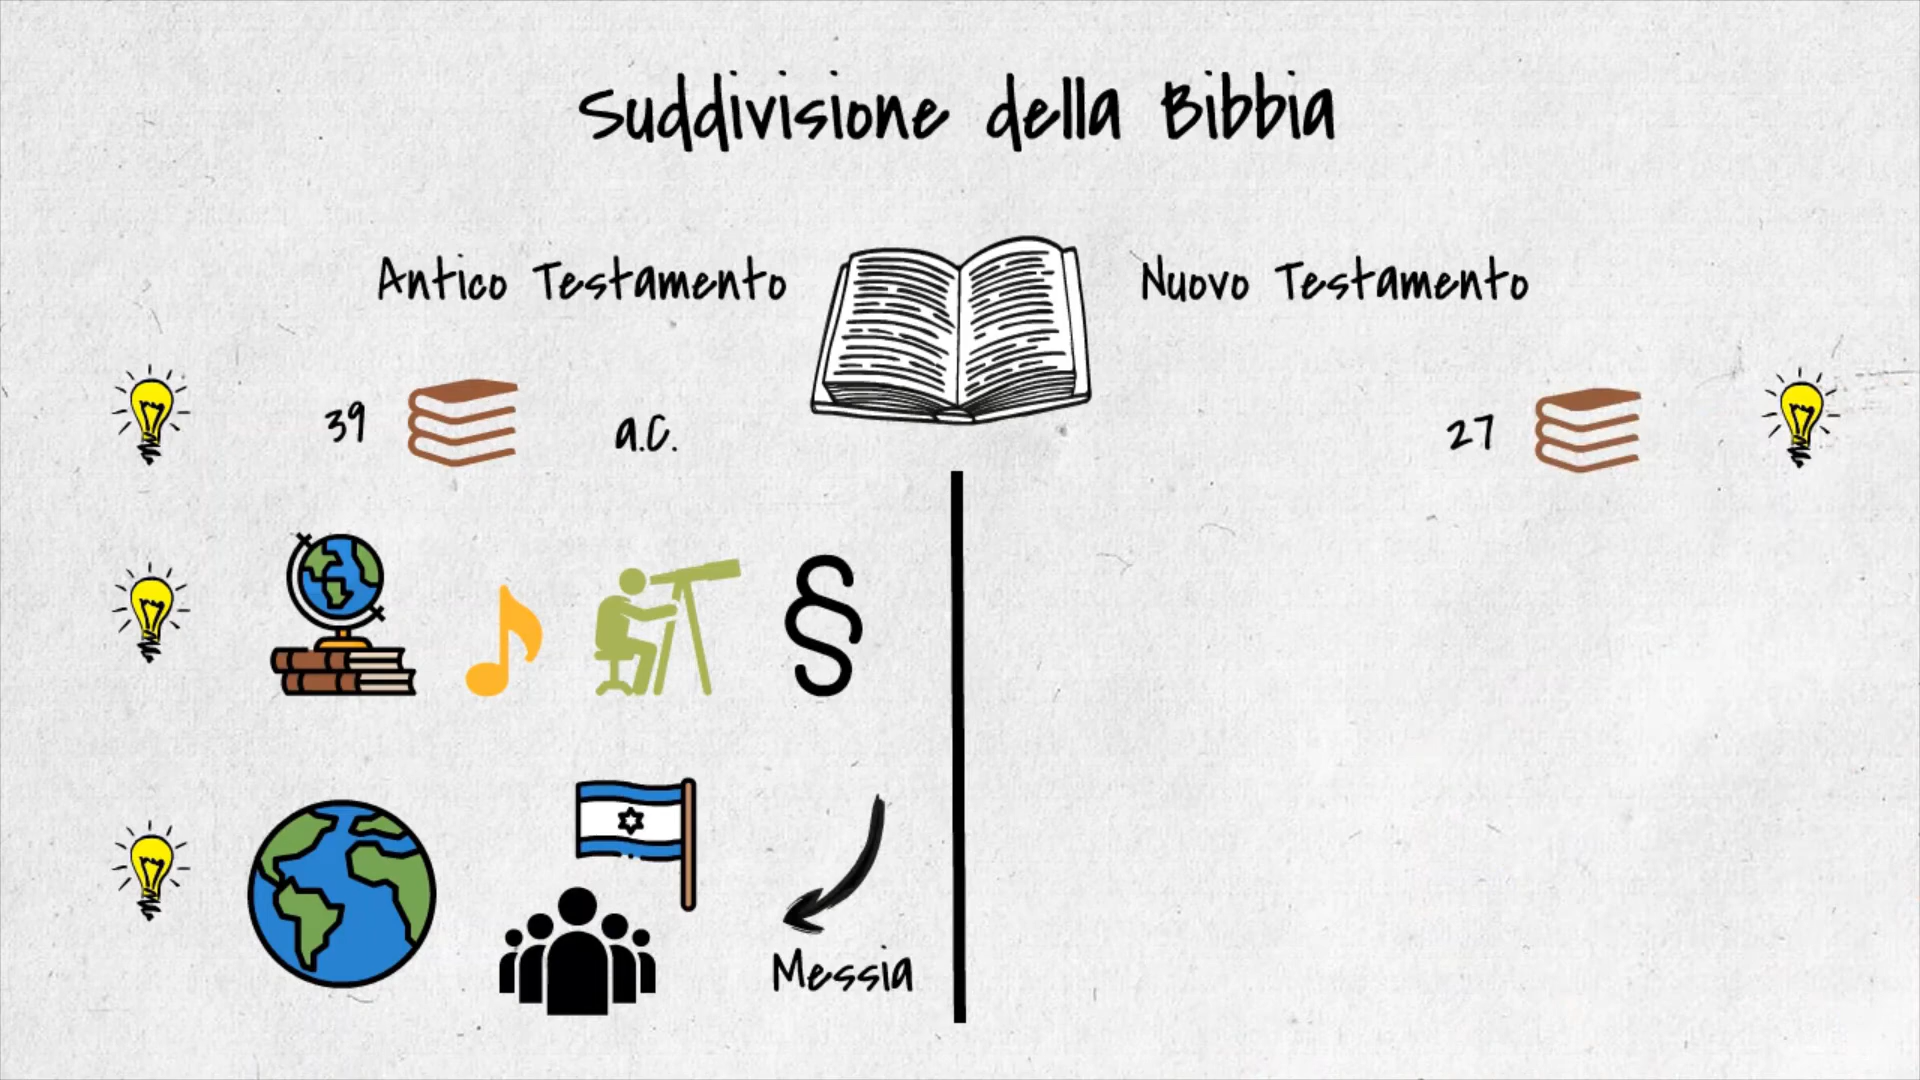 Suddivisione della Bibbia
Antico Testamento
Nuovo Testamento
39
a.C.
27
§
Messia